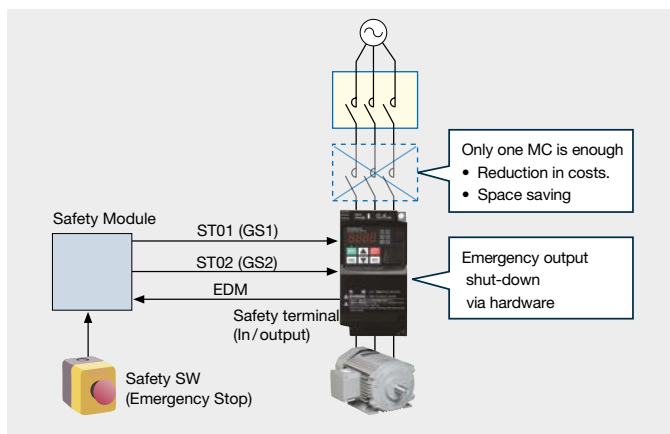 Only one MC is enough
• Reduction in costs.
• Space saving
Safety Module
ST01 (GS1)
ST02 (GS2)
EDM
Safety terminal
(In/output)
Emergency output
shut-down
via hardware
Safety SW
(Emergency Stop)